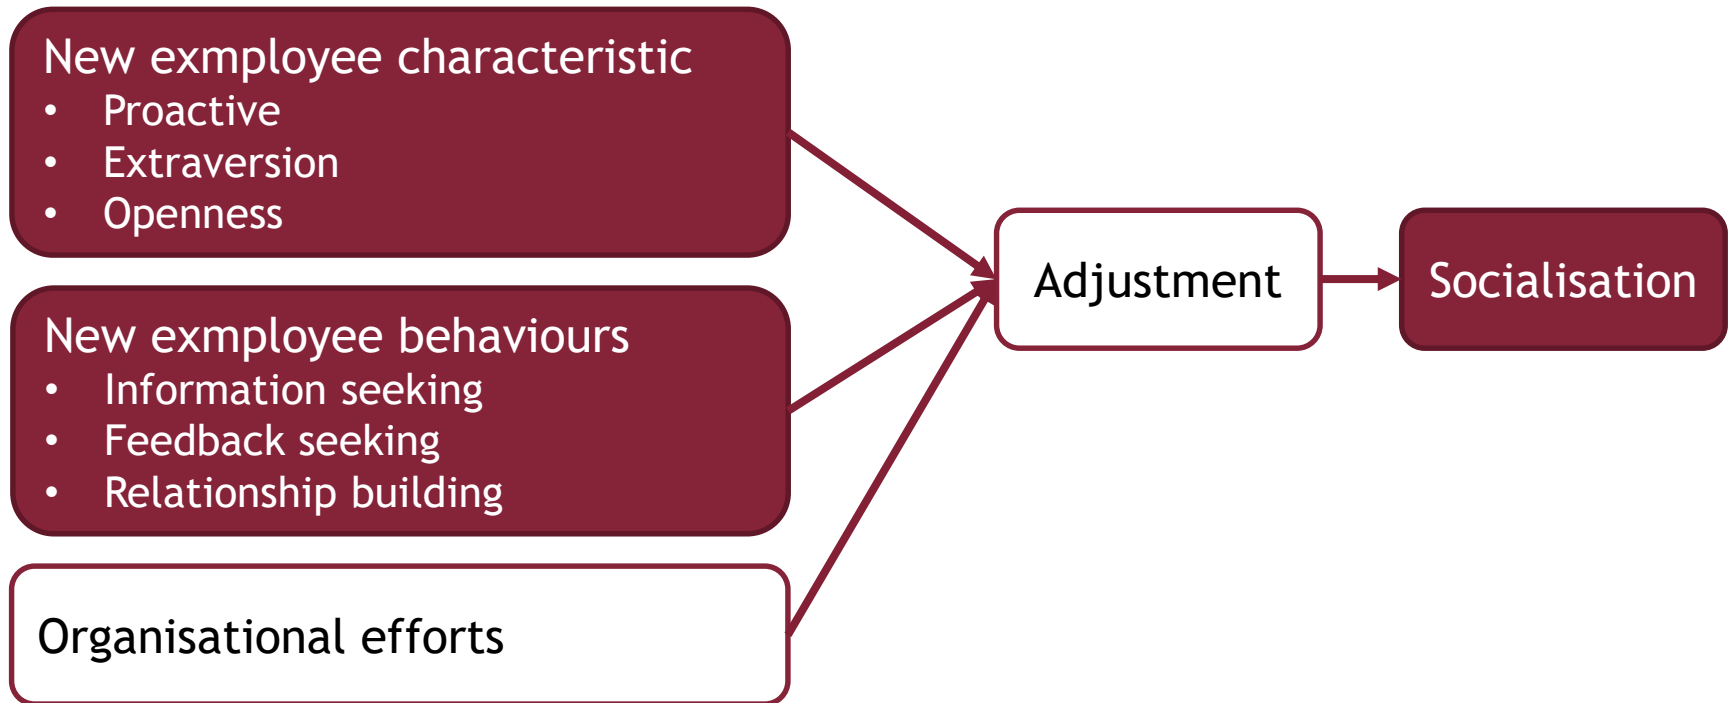 New exmployee characteristic
• Proactive
• Extraversion
• Openness
New exmployee behaviours
• Information seeking
• Feedback seeking
• Relationship building
Organisational efforts
Adjustment
Socialisation